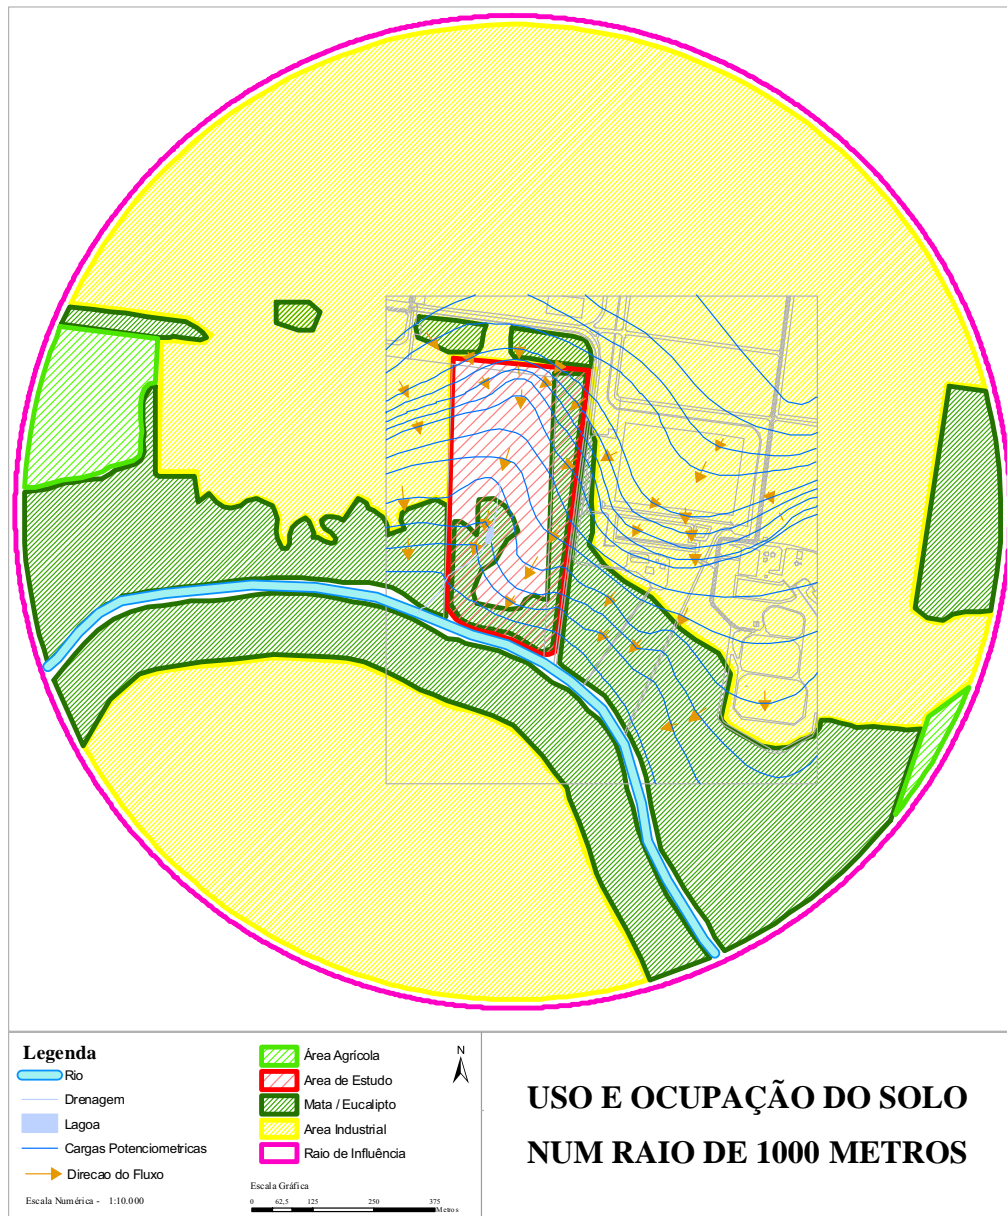 Legenda
Rio
Drenagem
Lagoa
Cargas Potenciometricas
Direcao do Fluxo
Escala Numérica - 1:10.000
Área Agrícola
Area de Estudo
Mata / Eucalipto
Area Industrial
Raio de Influência
N
Escala Gráfica
0 62,5 125 250 375
Metros
USO E OCUPAÇÃO DO SOLO
NUM RAIO DE 1000 METROS